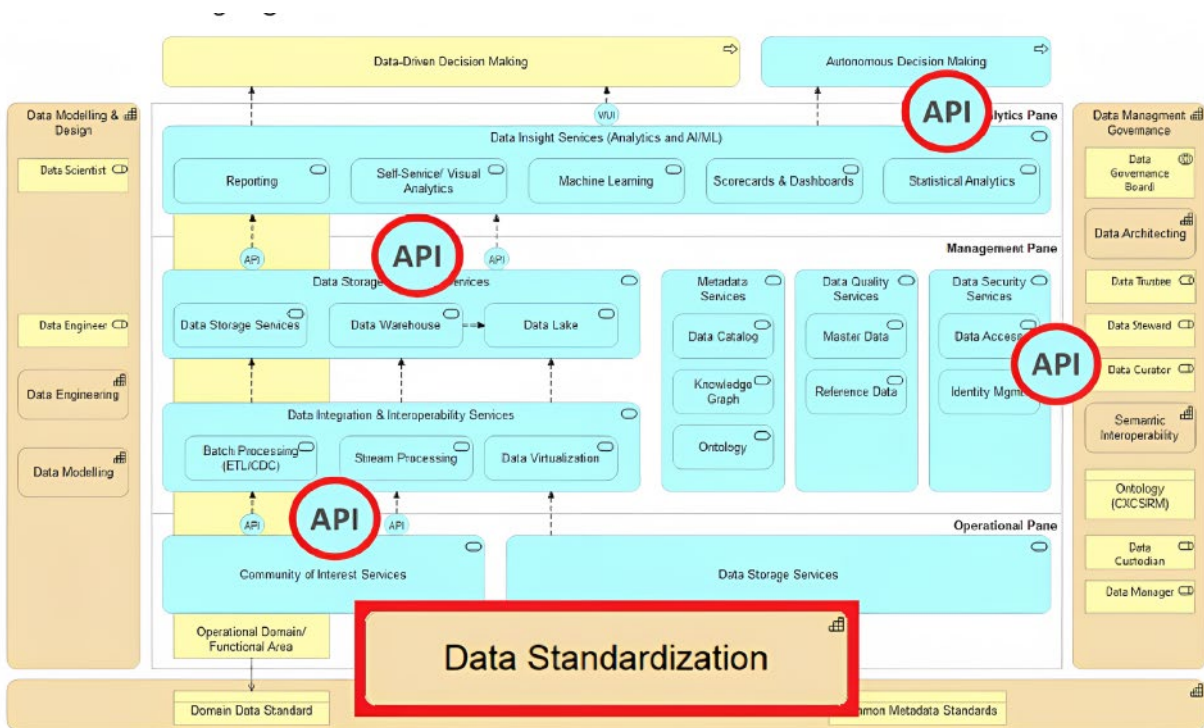 Data-Driven Decision Making
Autonomous Decision Making
API
V/UI
Analytics Pane
Data Modelling &
Design
Data Scientist
Data Engineer
Data Engineering
Data Modelling
Data Insight Services (Analytics and AI/ML)
Reporting
Self-Service/ Visual
Analytics
Machine Learning
Scorecards & Dashboards
Statistical Analytics
API
API
API
Management Pane
Data Storage
Services
Data Storage Services
Data Warehouse
Data Lake
Metadata
Services
Data Catalog
Knowledge
Graph
Ontology
Data Quality
Services
Master Data
Reference Data
Data Security
Services
Data Access
Identity Mgmt
API
Data Integration & Interoperability Services
Batch Processing
(ETL/CDC)
Stream Processing
Data Virtualization
API
API
API
Operational Pane
Community of Interest Services
Data Storage Services
Operational Domain/
Functional Area
Data Standardization
Domain Data Standard
Common Metadata Standards
Data Managment
Governance
Data
Governance
Board
Data Architecting
Data Trustee
Data Steward
Data Curator
Semantic
Interoperability
Ontology
(CXCSIRM)
Data
Custodian
Data Manager